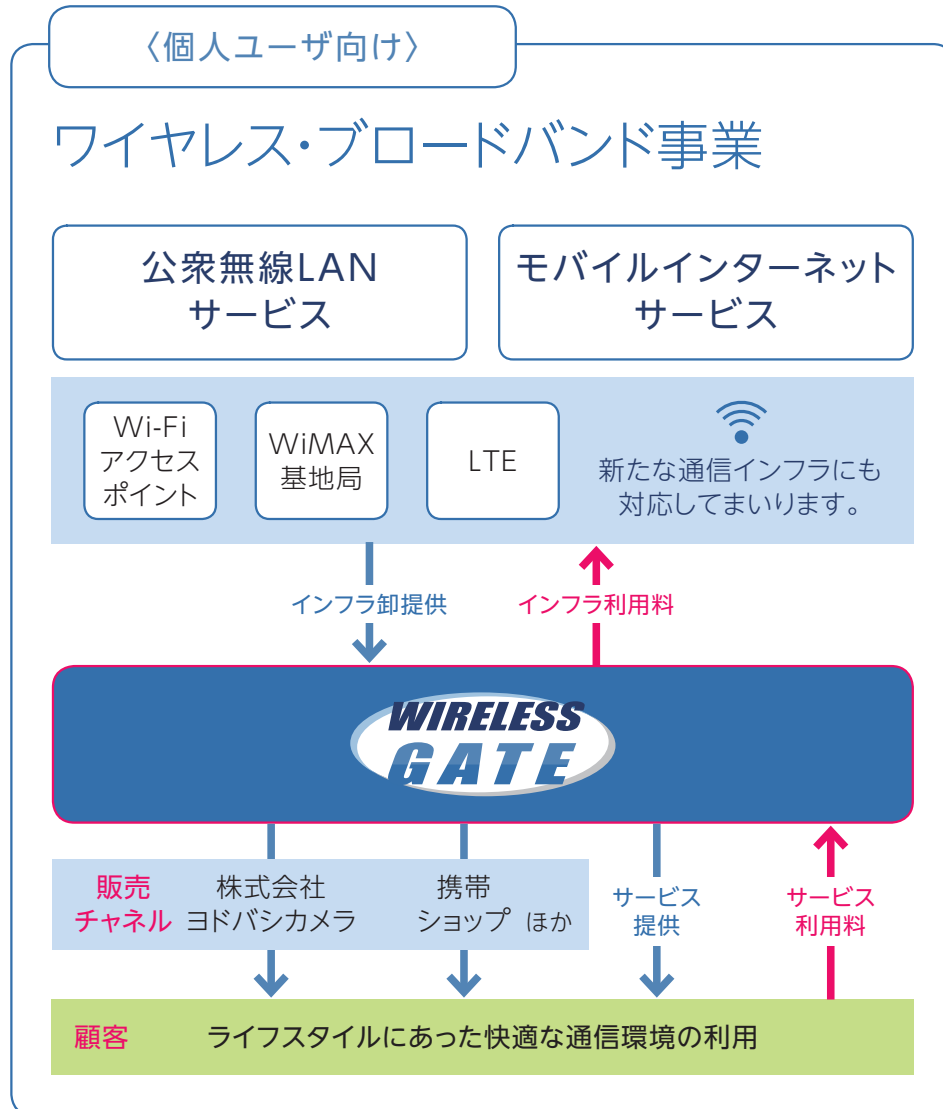 〈個人ユーザ向け〉
ワイヤレス・ブロードバンド事業
公衆無線LAN
サービス
モバイルインターネット
サービス
Wi-Fi
アクセス
ポイント
WiMAX
基地局
LTE
新たな通信インフラにも
対応してまいります。
インフラ卸提供
インフラ利用料
WIRELESS
GATE
販売
チャネル
株式会社
ヨドバシカメラ
携帯
ショップ ほか
サービス
提供
サービス
利用料
顧客
ライフスタイルにあった快適な通信環境の利用